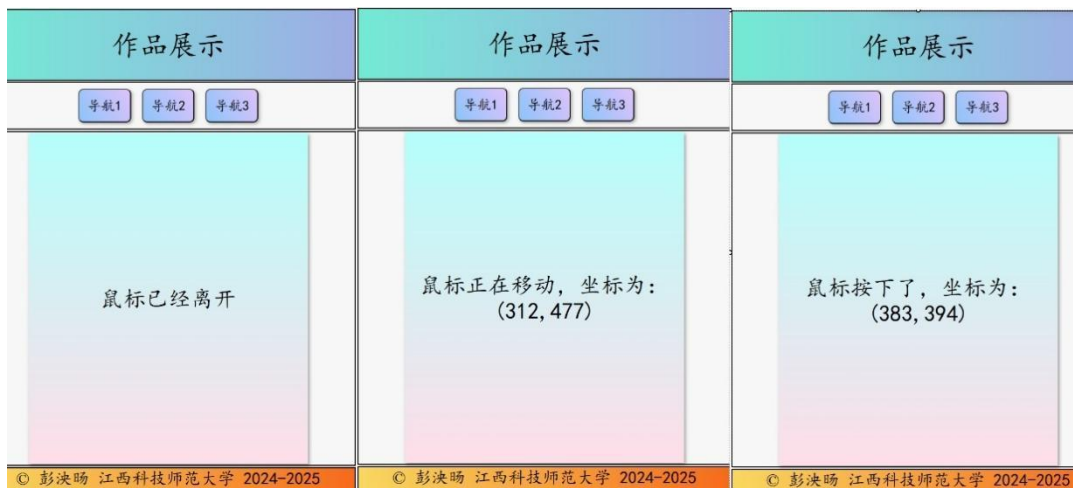 作品展示
导航1 导航2 导航3
鼠标已经离开
© 彭泱旸 江西科技师范大学 2024-2025
作品展示
导航1 导航2 导航3
鼠标正在移动，坐标为：
(312,477)
© 彭泱旸 江西科技师范大学 2024-2025
作品展示
导航1 导航2 导航3
鼠标按下了，坐标为：
(383,394)
© 彭泱旸 江西科技师范大学 2024-2025